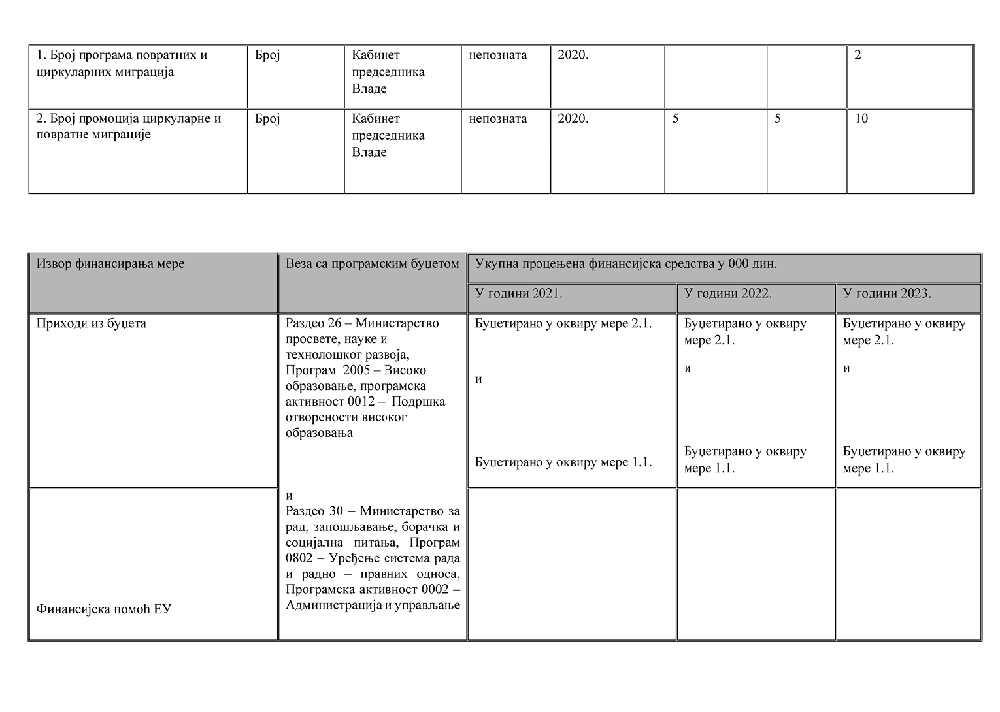 1. Број програма повратних и
циркуларних миграција
Број
Кабинет
председника
Владе
непозната
2020.
2
2. Број промоција циркуларне и
повратне миграције
Број
Кабинет
председника
Владе
непозната
2020.
5
5
10
Извор финансирања мере
Веза са програмским буџетом
Укупна процењена финансијска средства у 000 дин.
У години 2021.
У години 2022.
У години 2023.
Приходи из буџета
Раздео 26 – Министарство
просвете, науке и
технолошког развоја,
Програм  2005 – Високо
образовање, програмска
активност 0012 –  Подршка
отворености високог
образовања
и
Раздео 30 – Министарство за
рад, запошљавање, борачка и
социјална питања, Програм
0802 – Уређење система рада
и радно – правних односа,
Програмска активност 0002 –
Администрација и управљање
Буџетирано у оквиру мере 2.1.
и
Буџетирано у оквиру мере 1.1.
Буџетирано у оквиру
мере 2.1.
и
Буџетирано у оквиру
мере 1.1.
Буџетирано у оквиру
мере 2.1.
и
Буџетирано у оквиру
мере 1.1.
Финансијска помоћ ЕУ